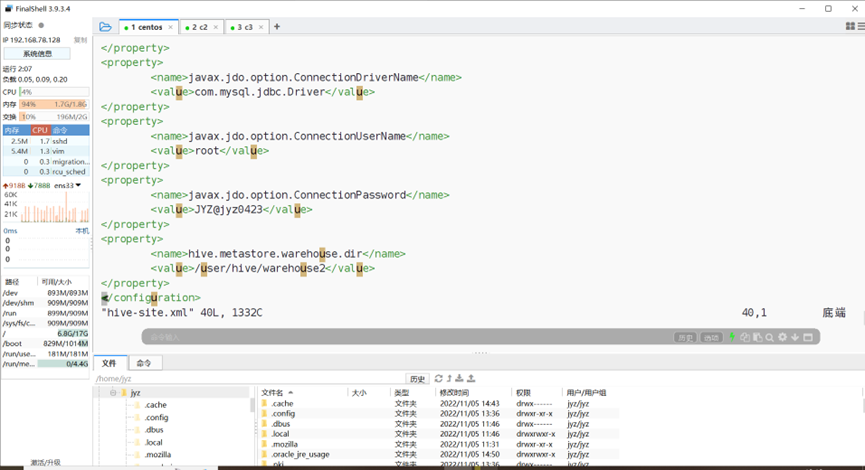 FinalShell 3.9.3.4
同步状态
1 centos × 2 c2 × 3 c3 × +
IP 192.168.78.128 复制
系统信息
运行 2:07
负载 0.05, 0.09, 0.20
CPU 4%
内存 94% 1.7G/1.8G
交换 10% 196M/2G
内存 CPU 命令
2.5M 1.7 sshd
5.4M 1.3 vim
0 0.3 migration...
0 0.3 rcu_sched
918B 788B ens33
60K
41K
21K
0ms 本机
0
0
0
路径 可用/大小
/dev 893M/893M
/dev/shm 909M/909M
/run 899M/909M
/sys/fs/c... 909M/909M
/ 6.8G/17G
/boot 829M/1014M
/run/use... 181M/181M
/run/me... 0/4.4G
激活/升级
</property>
<property>
<name>javax.jdo.option.ConnectionDriverName</name>
<value>com.mysql.jdbc.Driver</value>
</property>
<property>
<name>javax.jdo.option.ConnectionUserName</name>
<value>root</value>
</property>
<property>
<name>javax.jdo.option.ConnectionPassword</name>
<value>JYZ@jyz0423</value>
</property>
<property>
<name>hive.metastore.warehouse.dir</name>
<value>/user/hive/warehouse2</value>
</property>
</configuration>
"hive-site.xml" 40L, 1332C 40,1 底端
命令输入 历史
文件 命令
/home/jyz 历史
jyz
.cache
.config
.dbus
.local
.mozilla
文件名 大小 类型 修改时间 权限 用户/用户组
.cache 文件夹 2022/11/05 14:43 drwx------ jyz/jyz
.config 文件夹 2022/11/05 13:36 drwxr-xr-x jyz/jyz
.dbus 文件夹 2022/11/05 11:46 drwx------ jyz/jyz
.local 文件夹 2022/11/05 11:46 drwxrwxr-x jyz/jyz
.mozilla 文件夹 2022/11/05 11:31 drwxr-xr-x jyz/jyz
.oracle_jre_usage 文件夹 2022/11/05 14:50 drwxrwxr-x jyz/jyz
.pki 文件夹 2022/11/05 13:36 drwx------ jyz/jyz